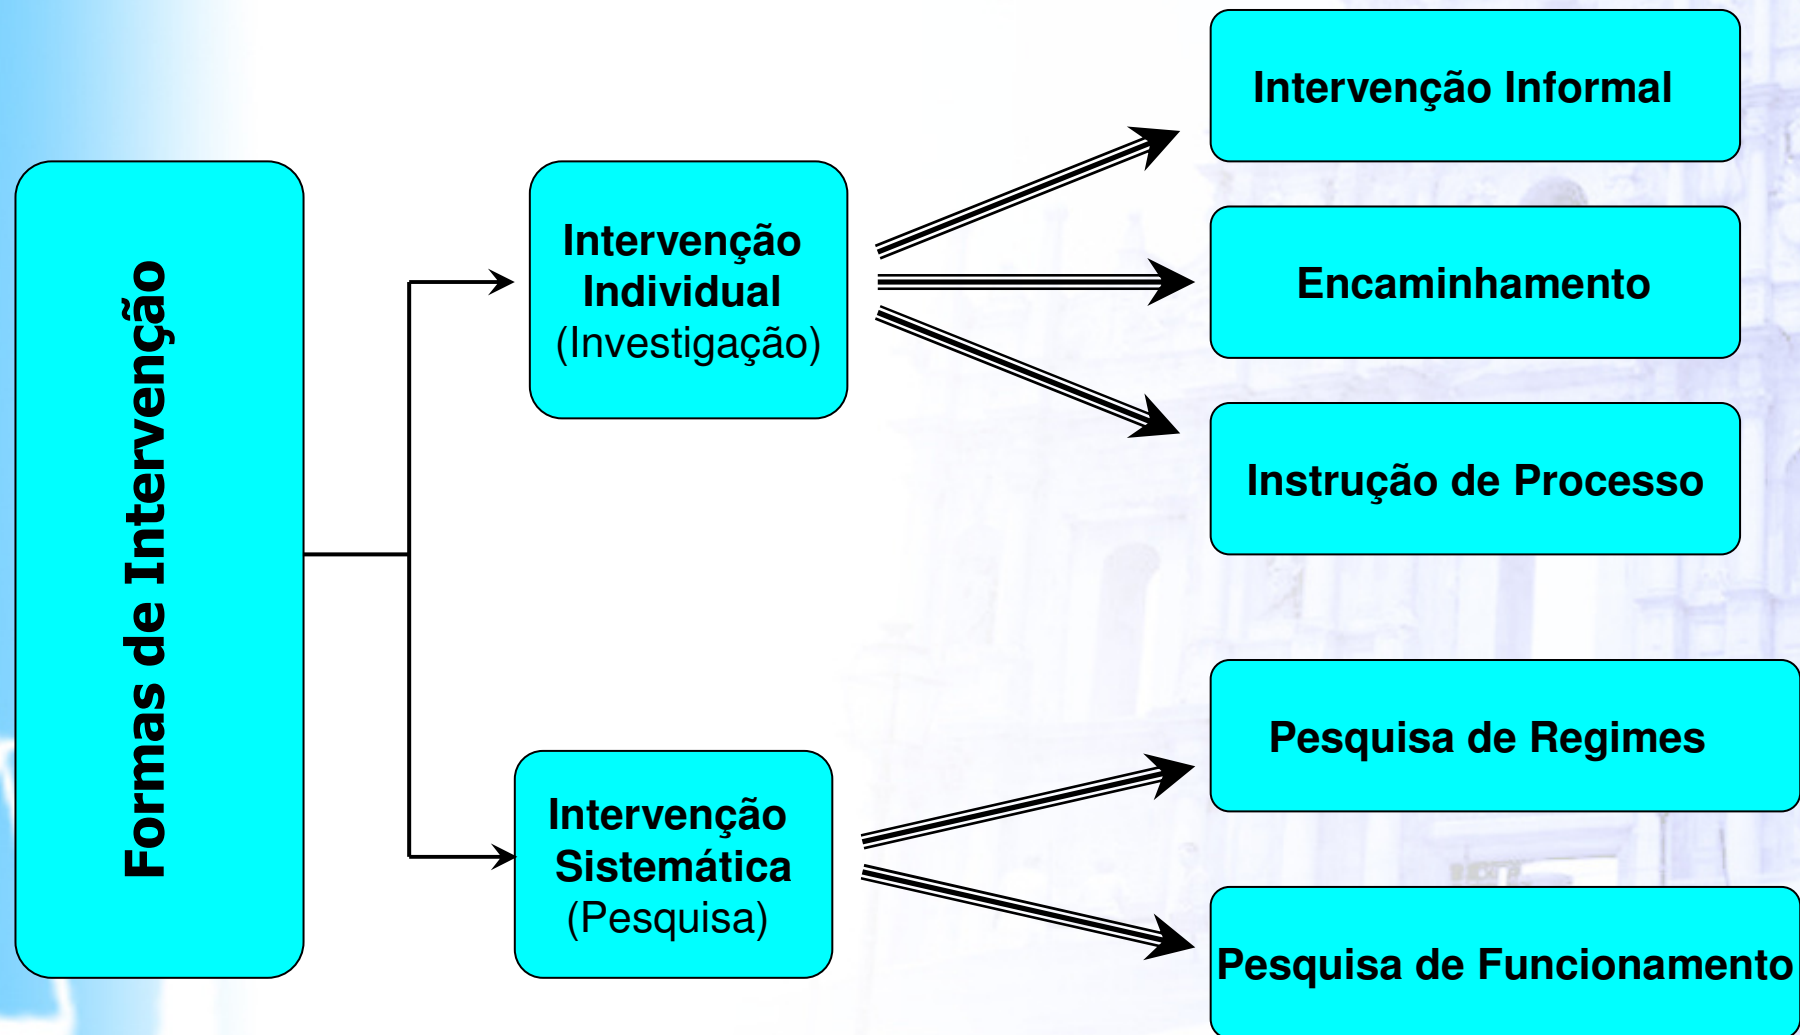 Formas de Intervenção
Intervenção
Individual
(Investigação)
Intervenção Informal
Encaminhamento
Instrução de Processo
Intervenção
Sistemática
(Pesquisa)
Pesquisa de Regimes
Pesquisa de Funcionamento